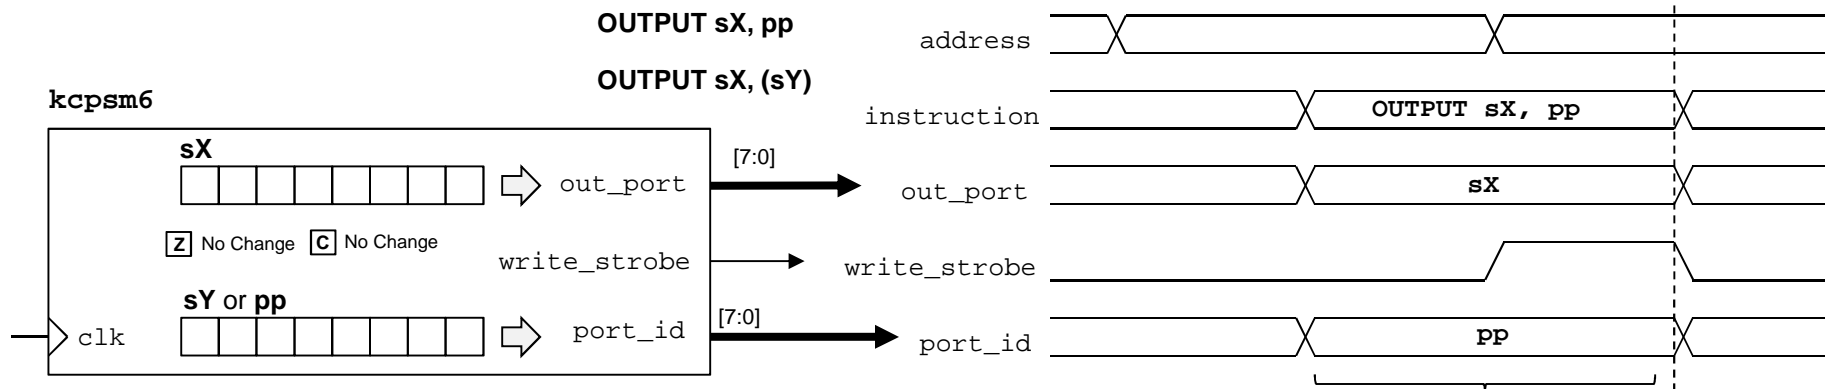 OUTPUT sX, pp
OUTPUT sX, (sY)
kcpsm6
sX
out_port
[7:0]
Z No Change C No Change
write_strobe
sY or pp
clk
port_id
[7:0]
address
instruction
OUTPUT sX, pp
out_port
sX
write_strobe
port_id
pp